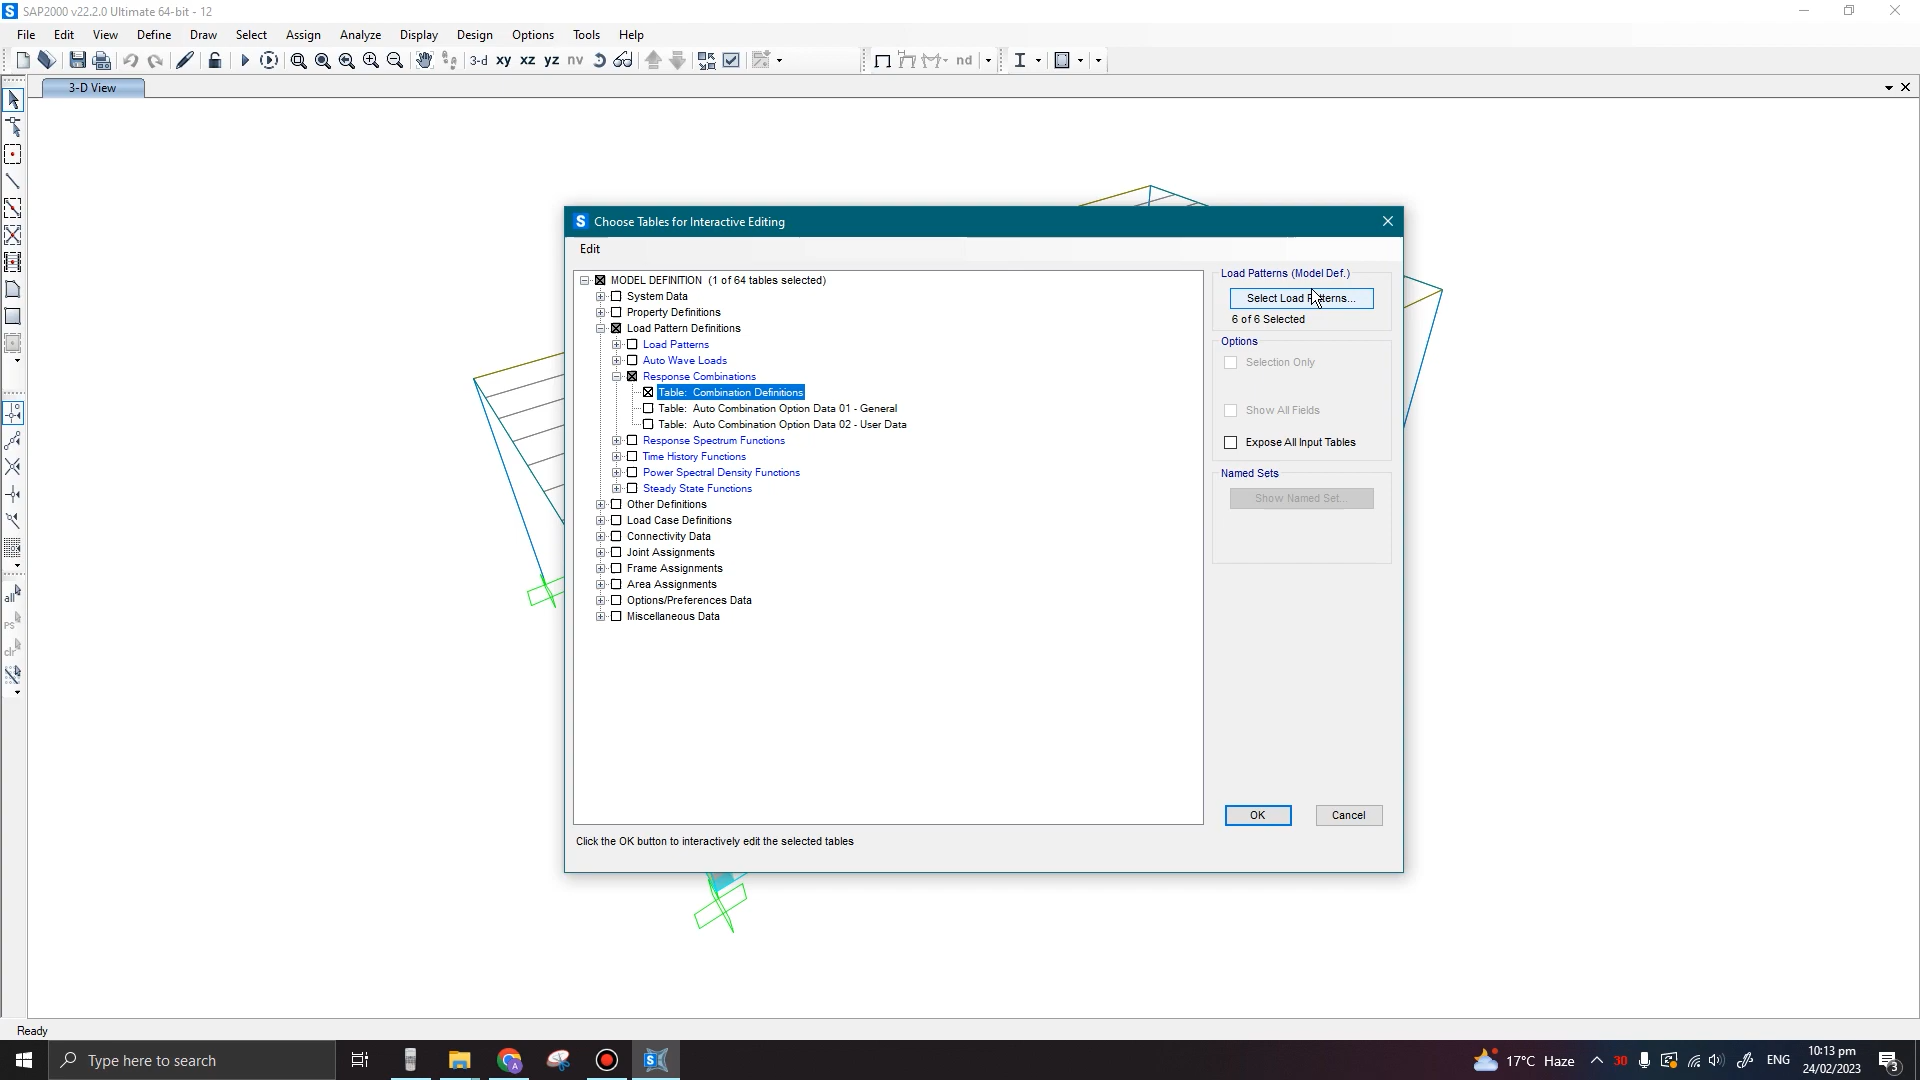 SAP2000 v22.2.0 Ultimate 64-bit - 12
File Edit View Define Draw Select Assign Analyze Display Design Options Tools Help
3-d xy xz yz nv nd
3-D View
Choose Tables for Interactive Editing
Edit
MODEL DEFINITION (1 of 64 tables selected)
System Data
Property Definitions
Load Pattern Definitions
Load Patterns
Auto Wave Loads
Response Combinations
Table: Combination Definitions
Table: Auto Combination Option Data 01 - General
Table: Auto Combination Option Data 02 - User Data
Response Spectrum Functions
Time History Functions
Power Spectral Density Functions
Steady State Functions
Other Definitions
Load Case Definitions
Connectivity Data
Joint Assignments
Frame Assignments
Area Assignments
Options/Preferences Data
Miscellaneous Data
Load Patterns (Model Def.)
Select Load Patterns...
6 of 6 Selected
Options
Selection Only
Show All Fields
Expose All Input Tables
Named Sets
Show Named Set...
OK Cancel
Click the OK button to interactively edit the selected tables
all
PS
clr
Ready
Type here to search
17°C Haze
30
ENG
10:13 pm
24/02/2023
3